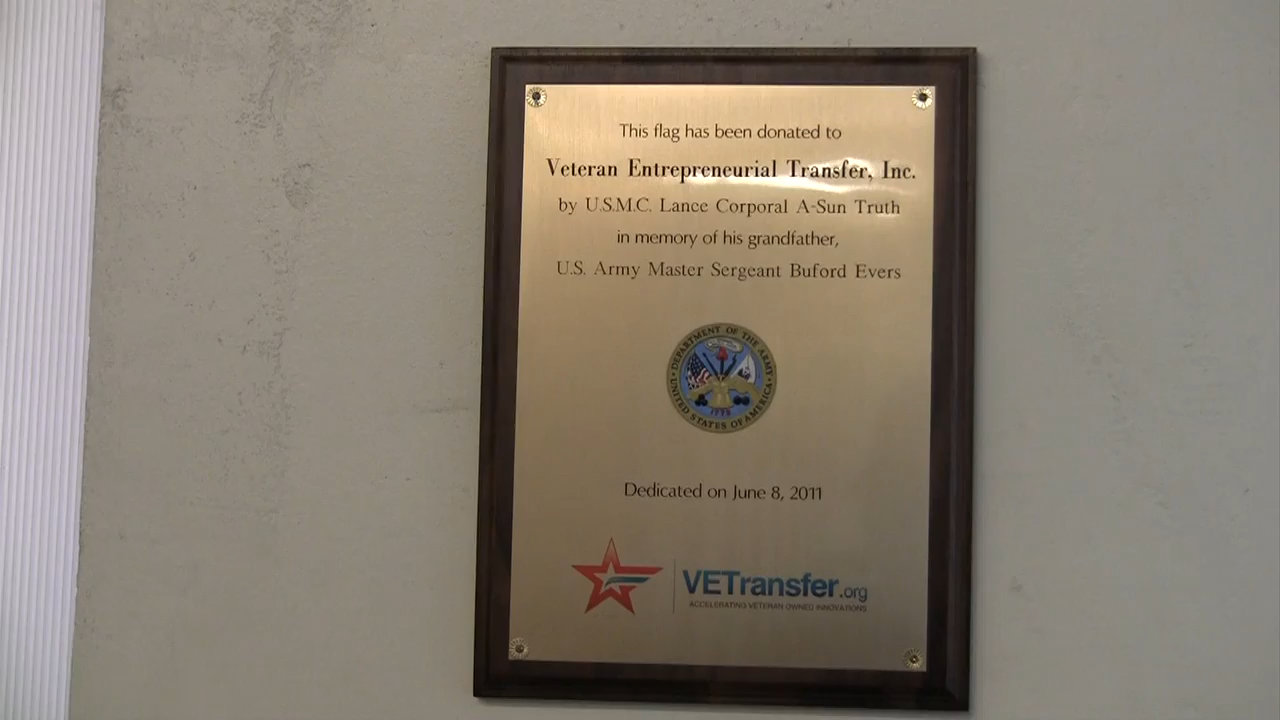 This flag has been donated to
Veteran Entrepreneurial Transfer, Inc.
by U.S.M.C. Lance Corporal A-Sun Truth
in memory of his grandfather,
U.S. Army Master Sergeant Buford Evers
DEPARTMENT OF THE ARMY
UNITED STATES OF AMERICA
1775
Dedicated on June 8, 2011
VETransfer.org
ACCELERATING VETERAN OWNED INNOVATIONS